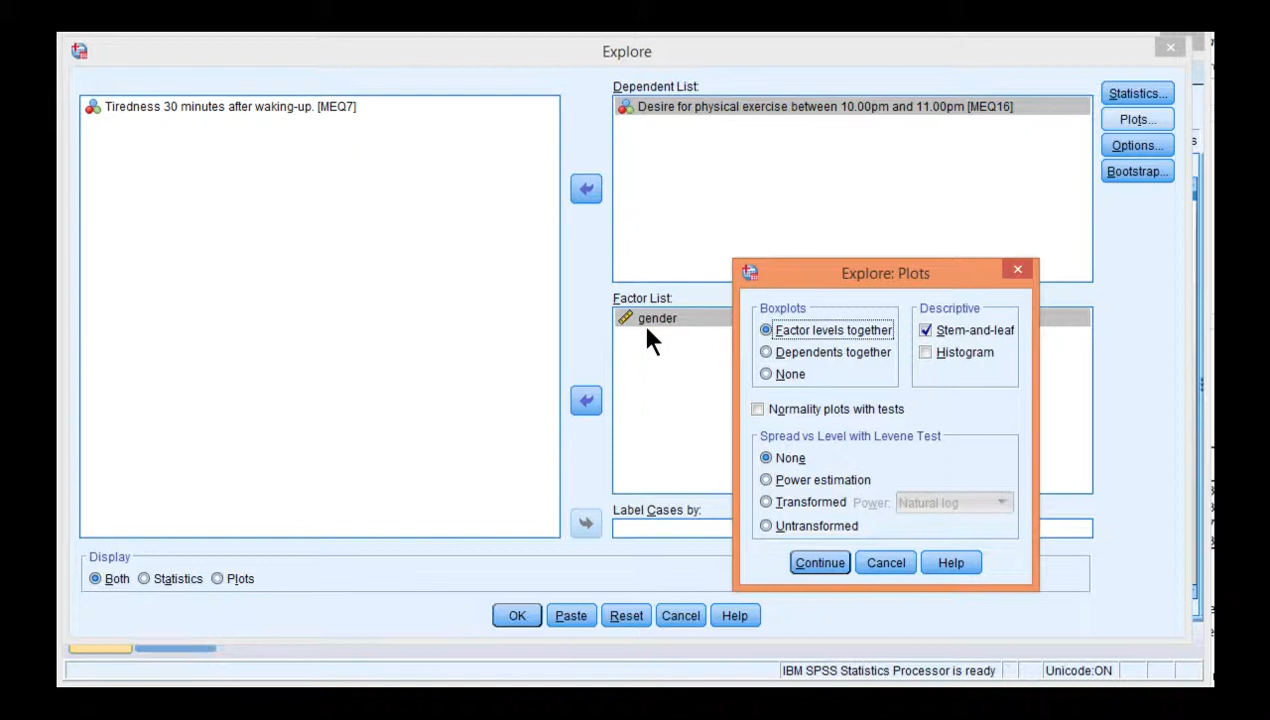 Explore
Dependent List:
Tiredness 30 minutes after waking-up. [MEQ7]
Desire for physical exercise between 10.00pm and 11.00pm [MEQ16]
Statistics...
Plots...
Options...
Bootstrap...
Factor List:
gender
Label Cases by:
Explore: Plots
Boxplots
Factor levels together
Dependents together
None
Descriptive
Stem-and-leaf
Histogram
Normality plots with tests
Spread vs Level with Levene Test
None
Power estimation
Transformed Power: Natural log
Untransformed
Continue Cancel Help
Display
Both Statistics Plots
OK Paste Reset Cancel Help
IBM SPSS Statistics Processor is ready Unicode:ON